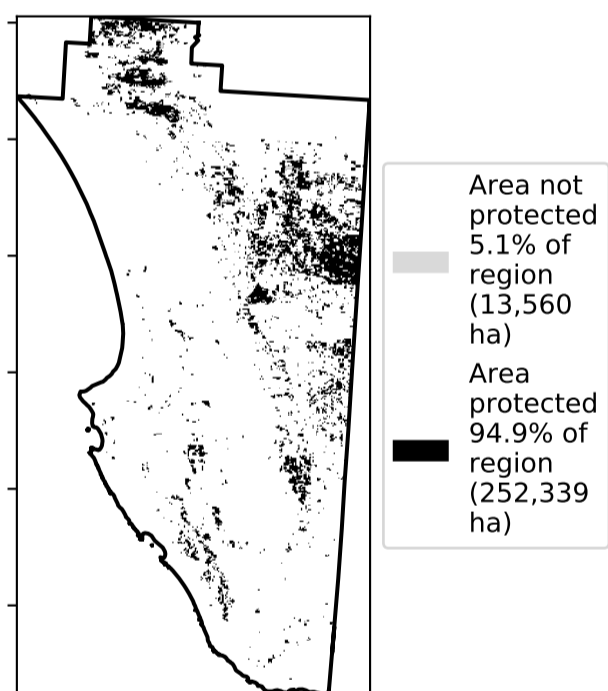 Area not
protected
5.1% of
region
(13,560
ha)
Area
protected
94.9% of
region
(252,339
ha)